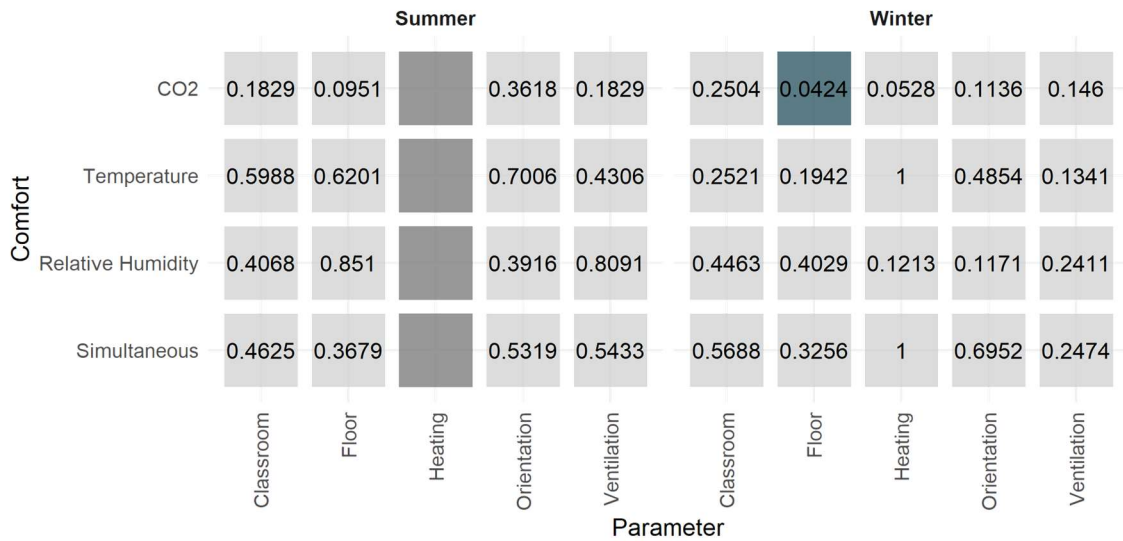 Summer Winter
CO2 0.1829 0.0951 0.3618 0.1829 0.2504 0.0424 0.0528 0.1136 0.146
Temperature 0.5988 0.6201 0.7006 0.4306 0.2521 0.1942 1 0.4854 0.1341
Relative Humidity 0.4068 0.851 0.3916 0.8091 0.4463 0.4029 0.1213 0.1171 0.2411
Simultaneous 0.4625 0.3679 0.5319 0.5433 0.5688 0.3256 1 0.6952 0.2474
Comfort
Classroom Floor Heating Orientation Ventilation Classroom Floor Heating Orientation Ventilation
Parameter